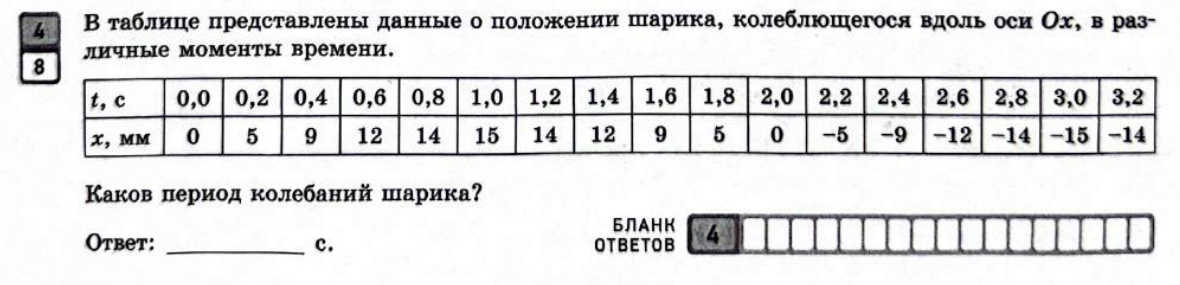 4
8
В таблице представлены данные о положении шарика, колеблющегося вдоль оси Ox, в раз-
личные моменты времени.
t, с 0,0 0,2 0,4 0,6 0,8 1,0 1,2 1,4 1,6 1,8 2,0 2,2 2,4 2,6 2,8 3,0 3,2
x, мм 0 5 9 12 14 15 14 12 9 5 0 –5 –9 –12 –14 –15 –14
Каков период колебаний шарика?
Ответ: ____________ с.
БЛАНК
ОТВЕТОВ
4